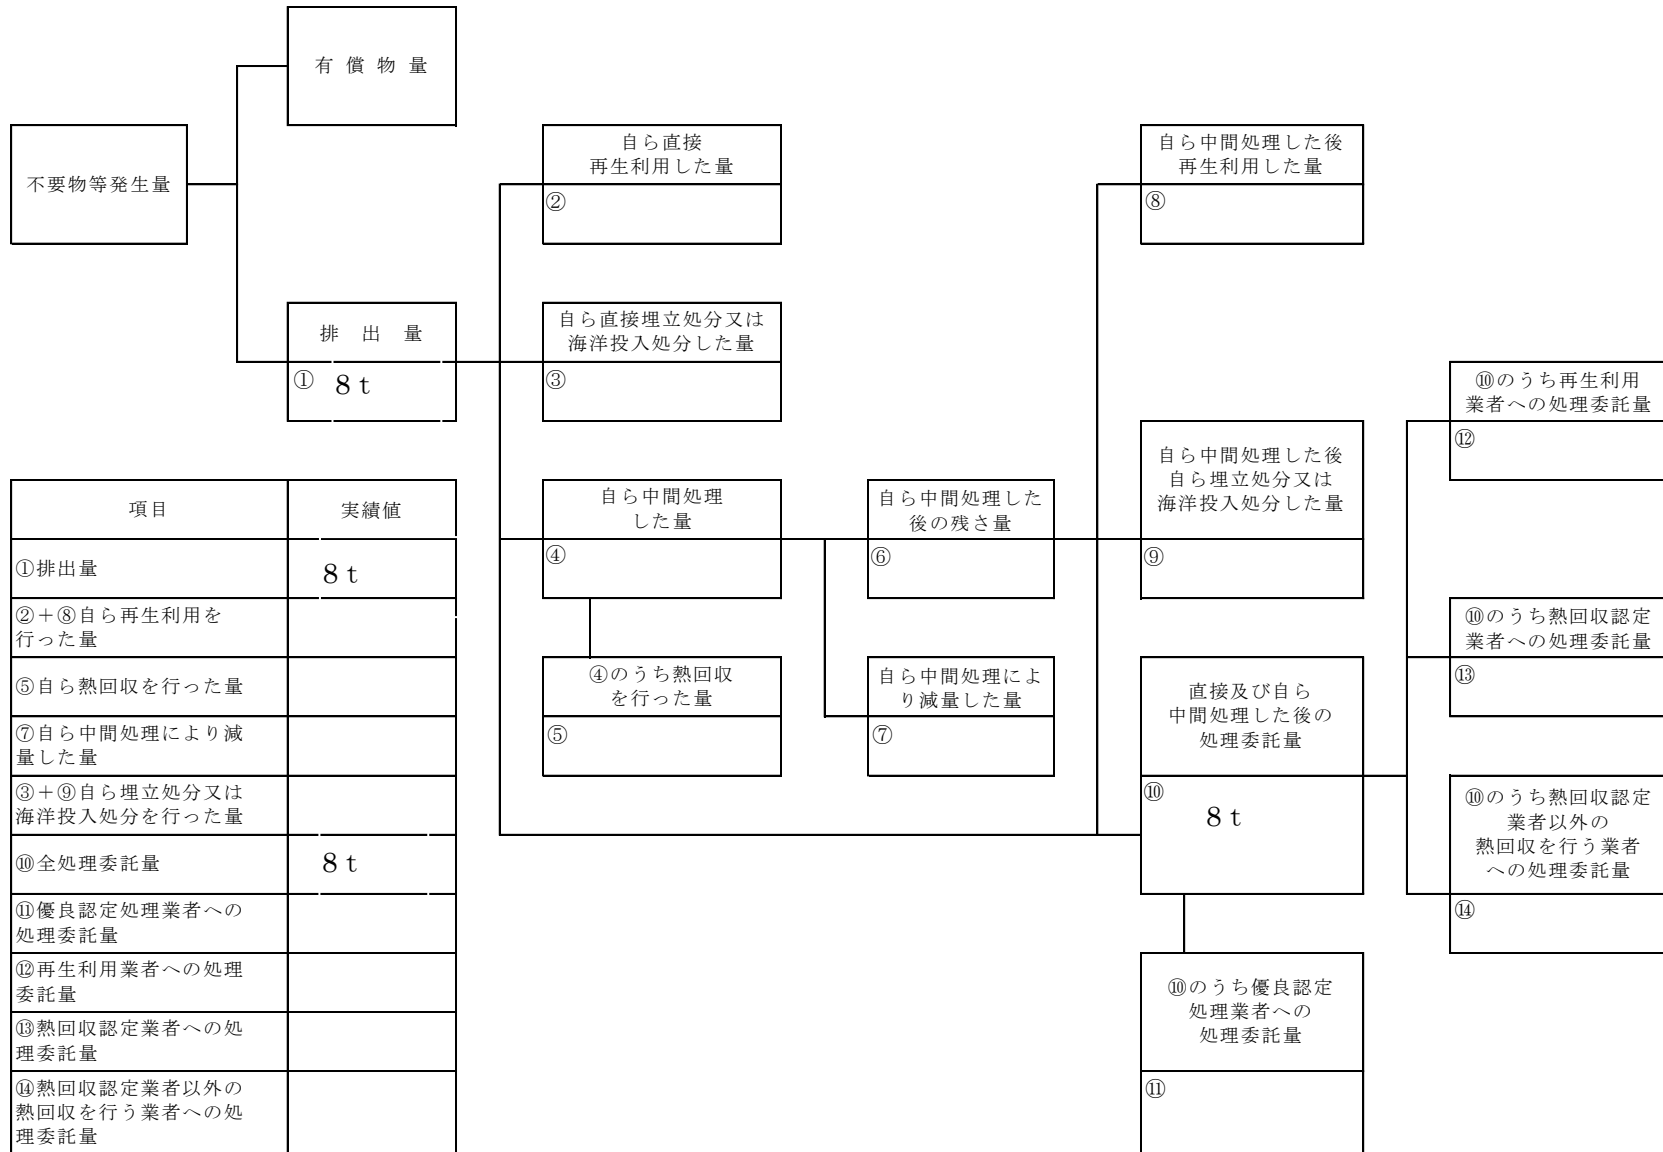 有償物量
不要物等発生量
排出量
① 8t
自ら直接
再生利用した量
②
自ら直接埋立処分又は
海洋投入処分した量
③
自ら中間処理
した量
④
④のうち熱回収
を行った量
⑤
自ら中間処理した
後の残さ量
⑥
自ら中間処理によ
り減量した量
⑦
自ら中間処理した後
再生利用した量
⑧
自ら中間処理した後
自ら埋立処分又は
海洋投入処分した量
⑨
直接及び自ら
中間処理した後の
処理委託量
⑩
8t
⑩のうち優良認定
処理業者への
処理委託量
⑪
⑩のうち再生利用
業者への処理委託量
⑫
⑩のうち熱回収認定
業者への処理委託量
⑬
⑩のうち熱回収認定
業者以外の
熱回収を行う業者
への処理委託量
⑭
項目 実績値
①排出量 8t
②+⑧自ら再生利用を
行った量
⑤自ら熱回収を行った量
⑦自ら中間処理により減
量した量
③+⑨自ら埋立処分又は
海洋投入処分を行った量
⑩全処理委託量 8t
⑪優良認定処理業者への
処理委託量
⑫再生利用業者への処理
委託量
⑬熱回収認定業者への処
理委託量
⑭熱回収認定業者以外の
熱回収を行う業者への処
理委託量